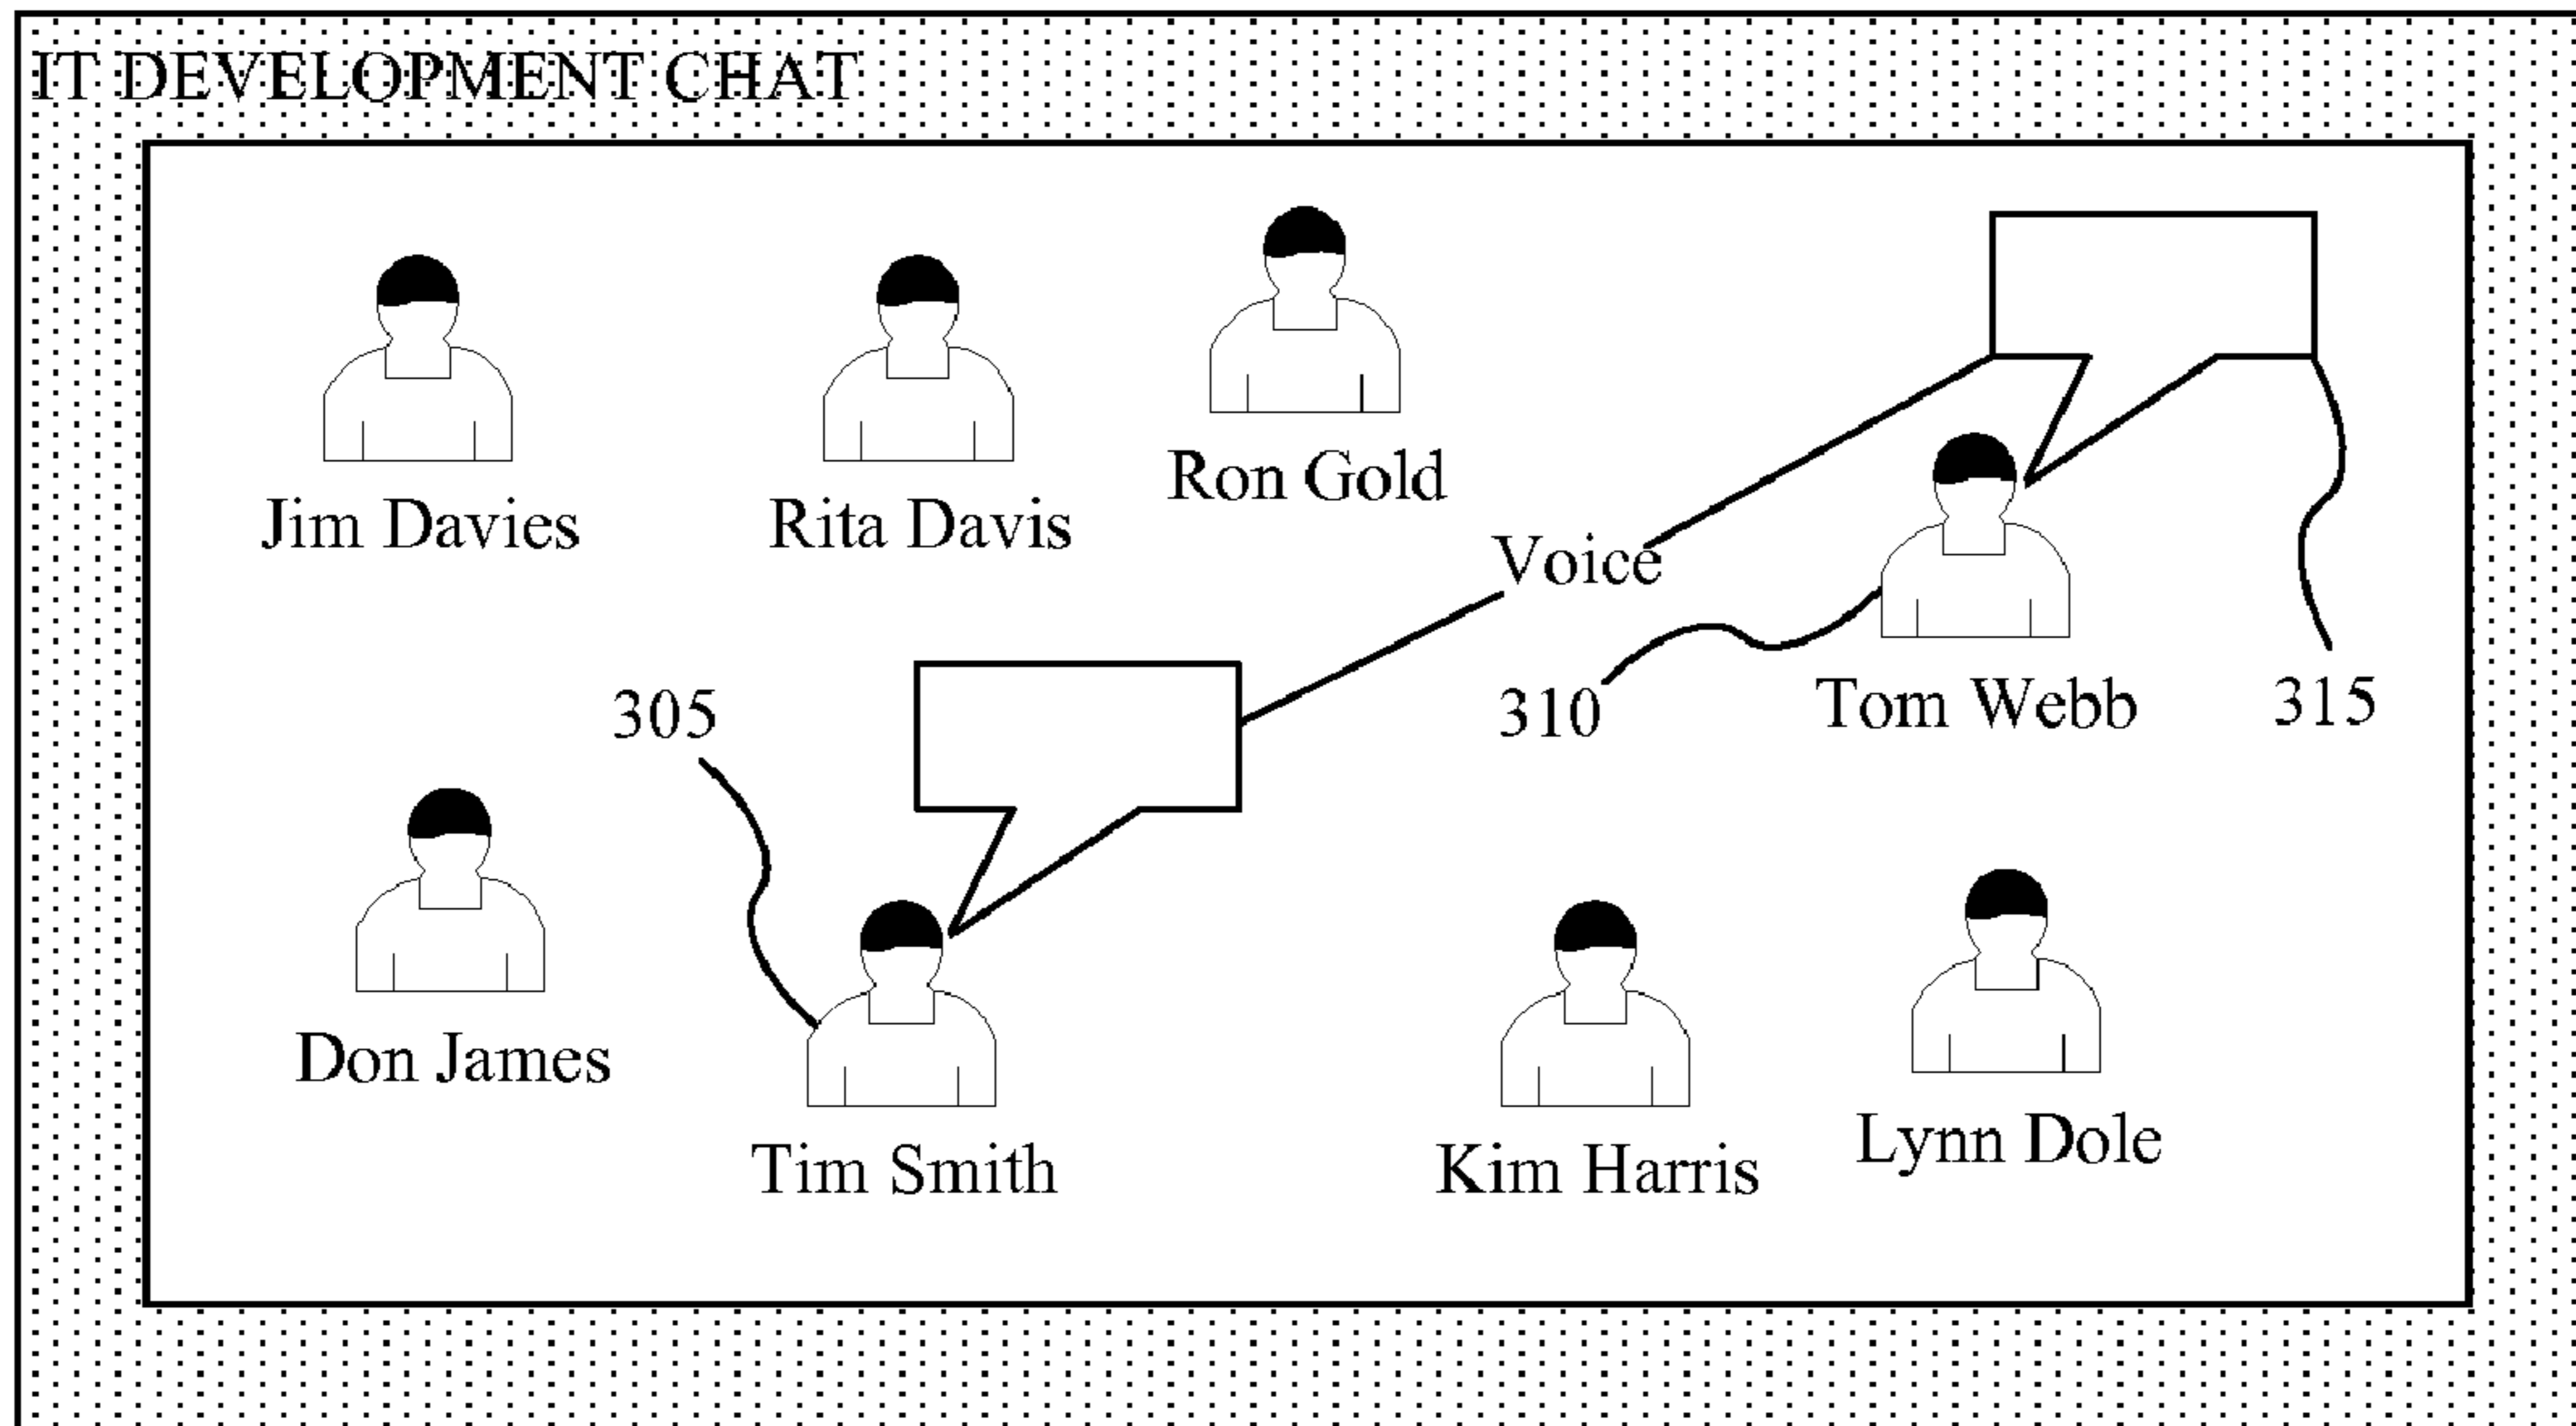 IT DEVELOPMENT CHAT
Jim Davies
Rita Davis
Ron Gold
Voice
305
310
Tom Webb
315
Don James
Tim Smith
Kim Harris
Lynn Dole